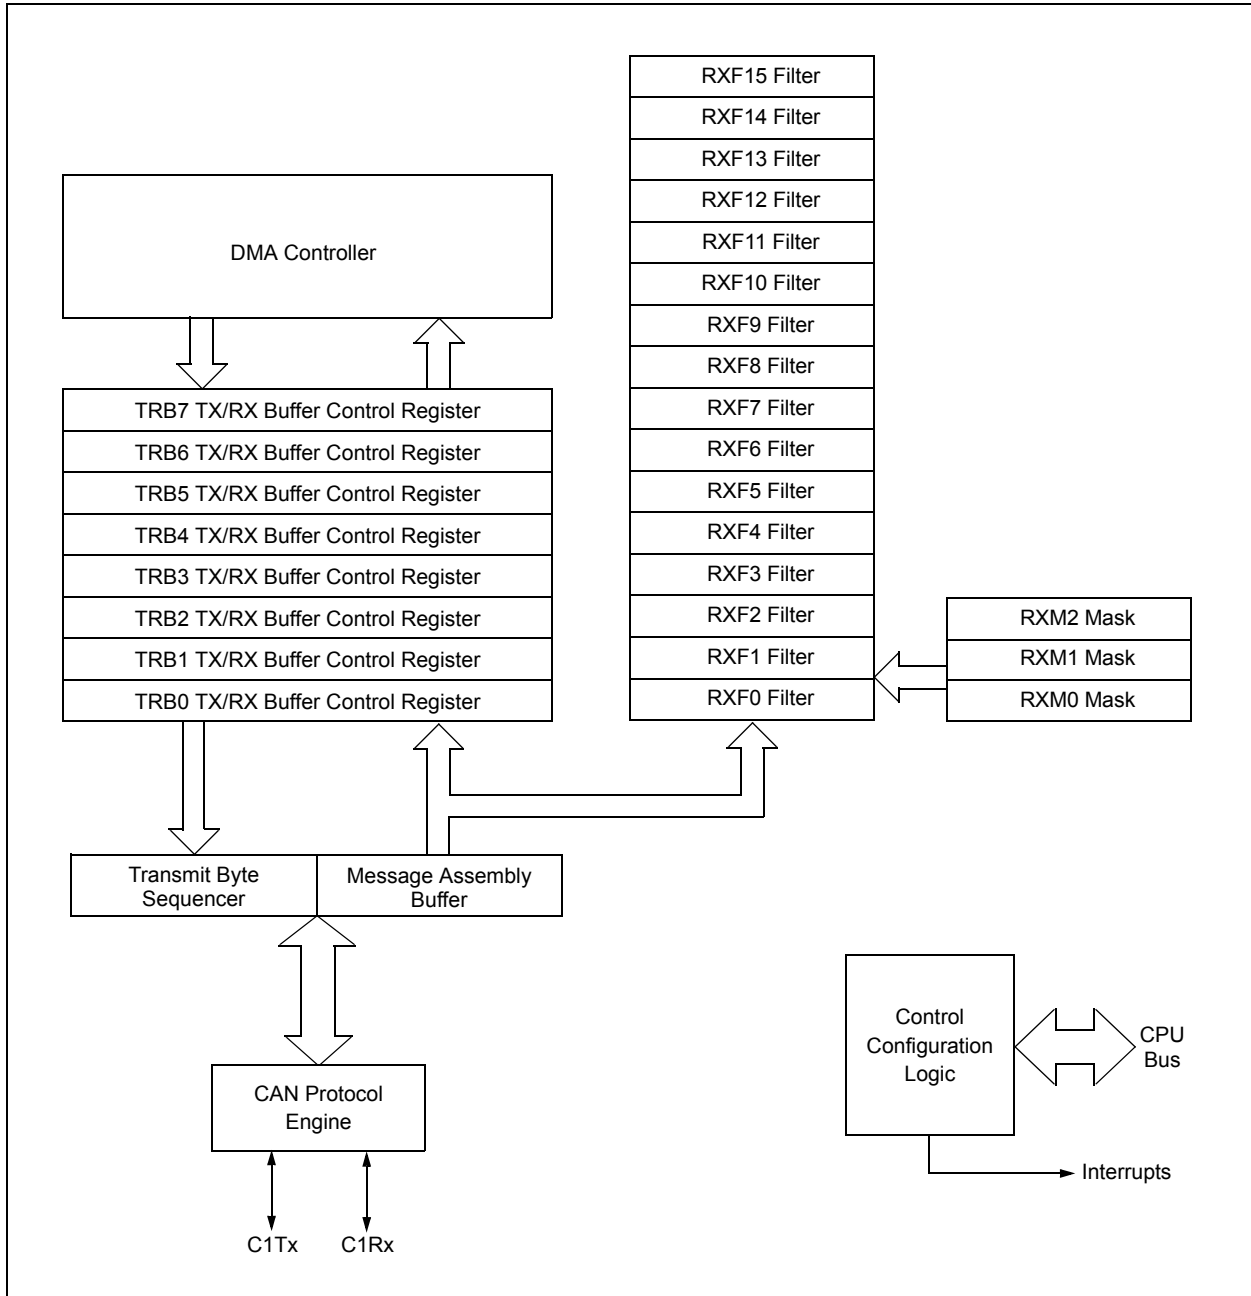 RXF15 Filter
RXF14 Filter
RXF13 Filter
RXF12 Filter
RXF11 Filter
RXF10 Filter
RXF9 Filter
RXF8 Filter
RXF7 Filter
RXF6 Filter
RXF5 Filter
RXF4 Filter
RXF3 Filter
RXF2 Filter
RXF1 Filter
RXF0 Filter
DMA Controller
TRB7 TX/RX Buffer Control Register
TRB6 TX/RX Buffer Control Register
TRB5 TX/RX Buffer Control Register
TRB4 TX/RX Buffer Control Register
TRB3 TX/RX Buffer Control Register
TRB2 TX/RX Buffer Control Register
TRB1 TX/RX Buffer Control Register
TRB0 TX/RX Buffer Control Register
RXM2 Mask
RXM1 Mask
RXM0 Mask
Transmit Byte
Sequencer
Message Assembly
Buffer
CAN Protocol
Engine
C1Tx
C1Rx
Control
Configuration
Logic
CPU
Bus
Interrupts